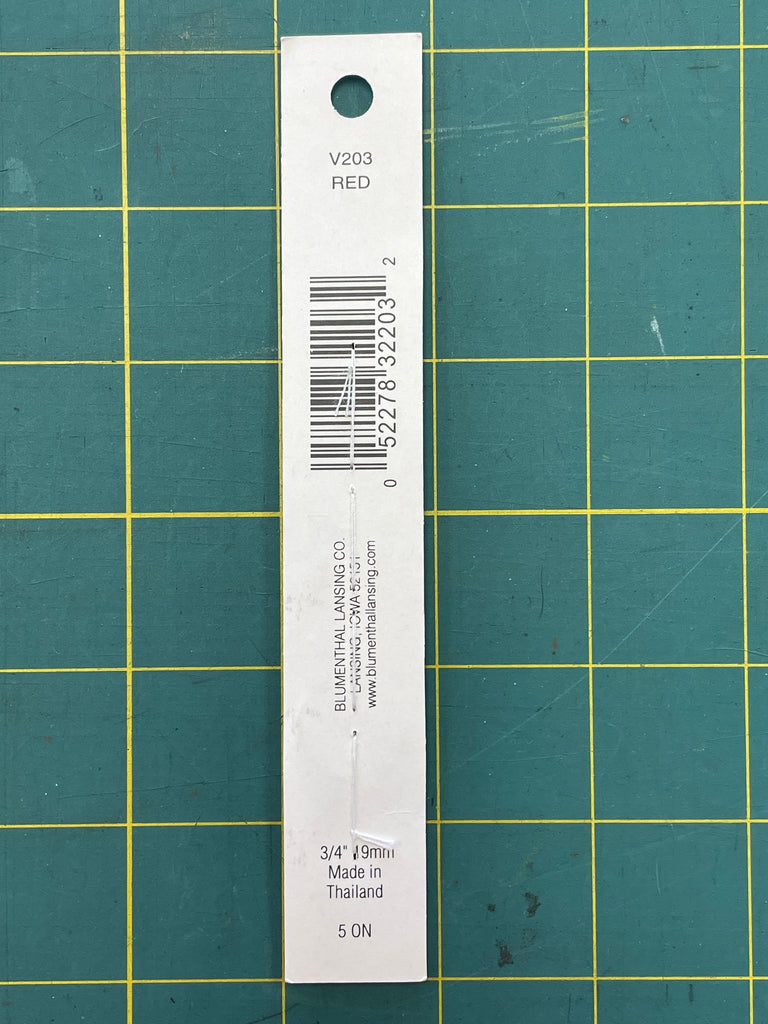 V203
RED
0 52278 32203 2
BLUMENTHAL LANSING CO.
LANSING, IOWA 52151
www.blumenthallansing.com
3/4" 19mm
Made in
Thailand
5 ON